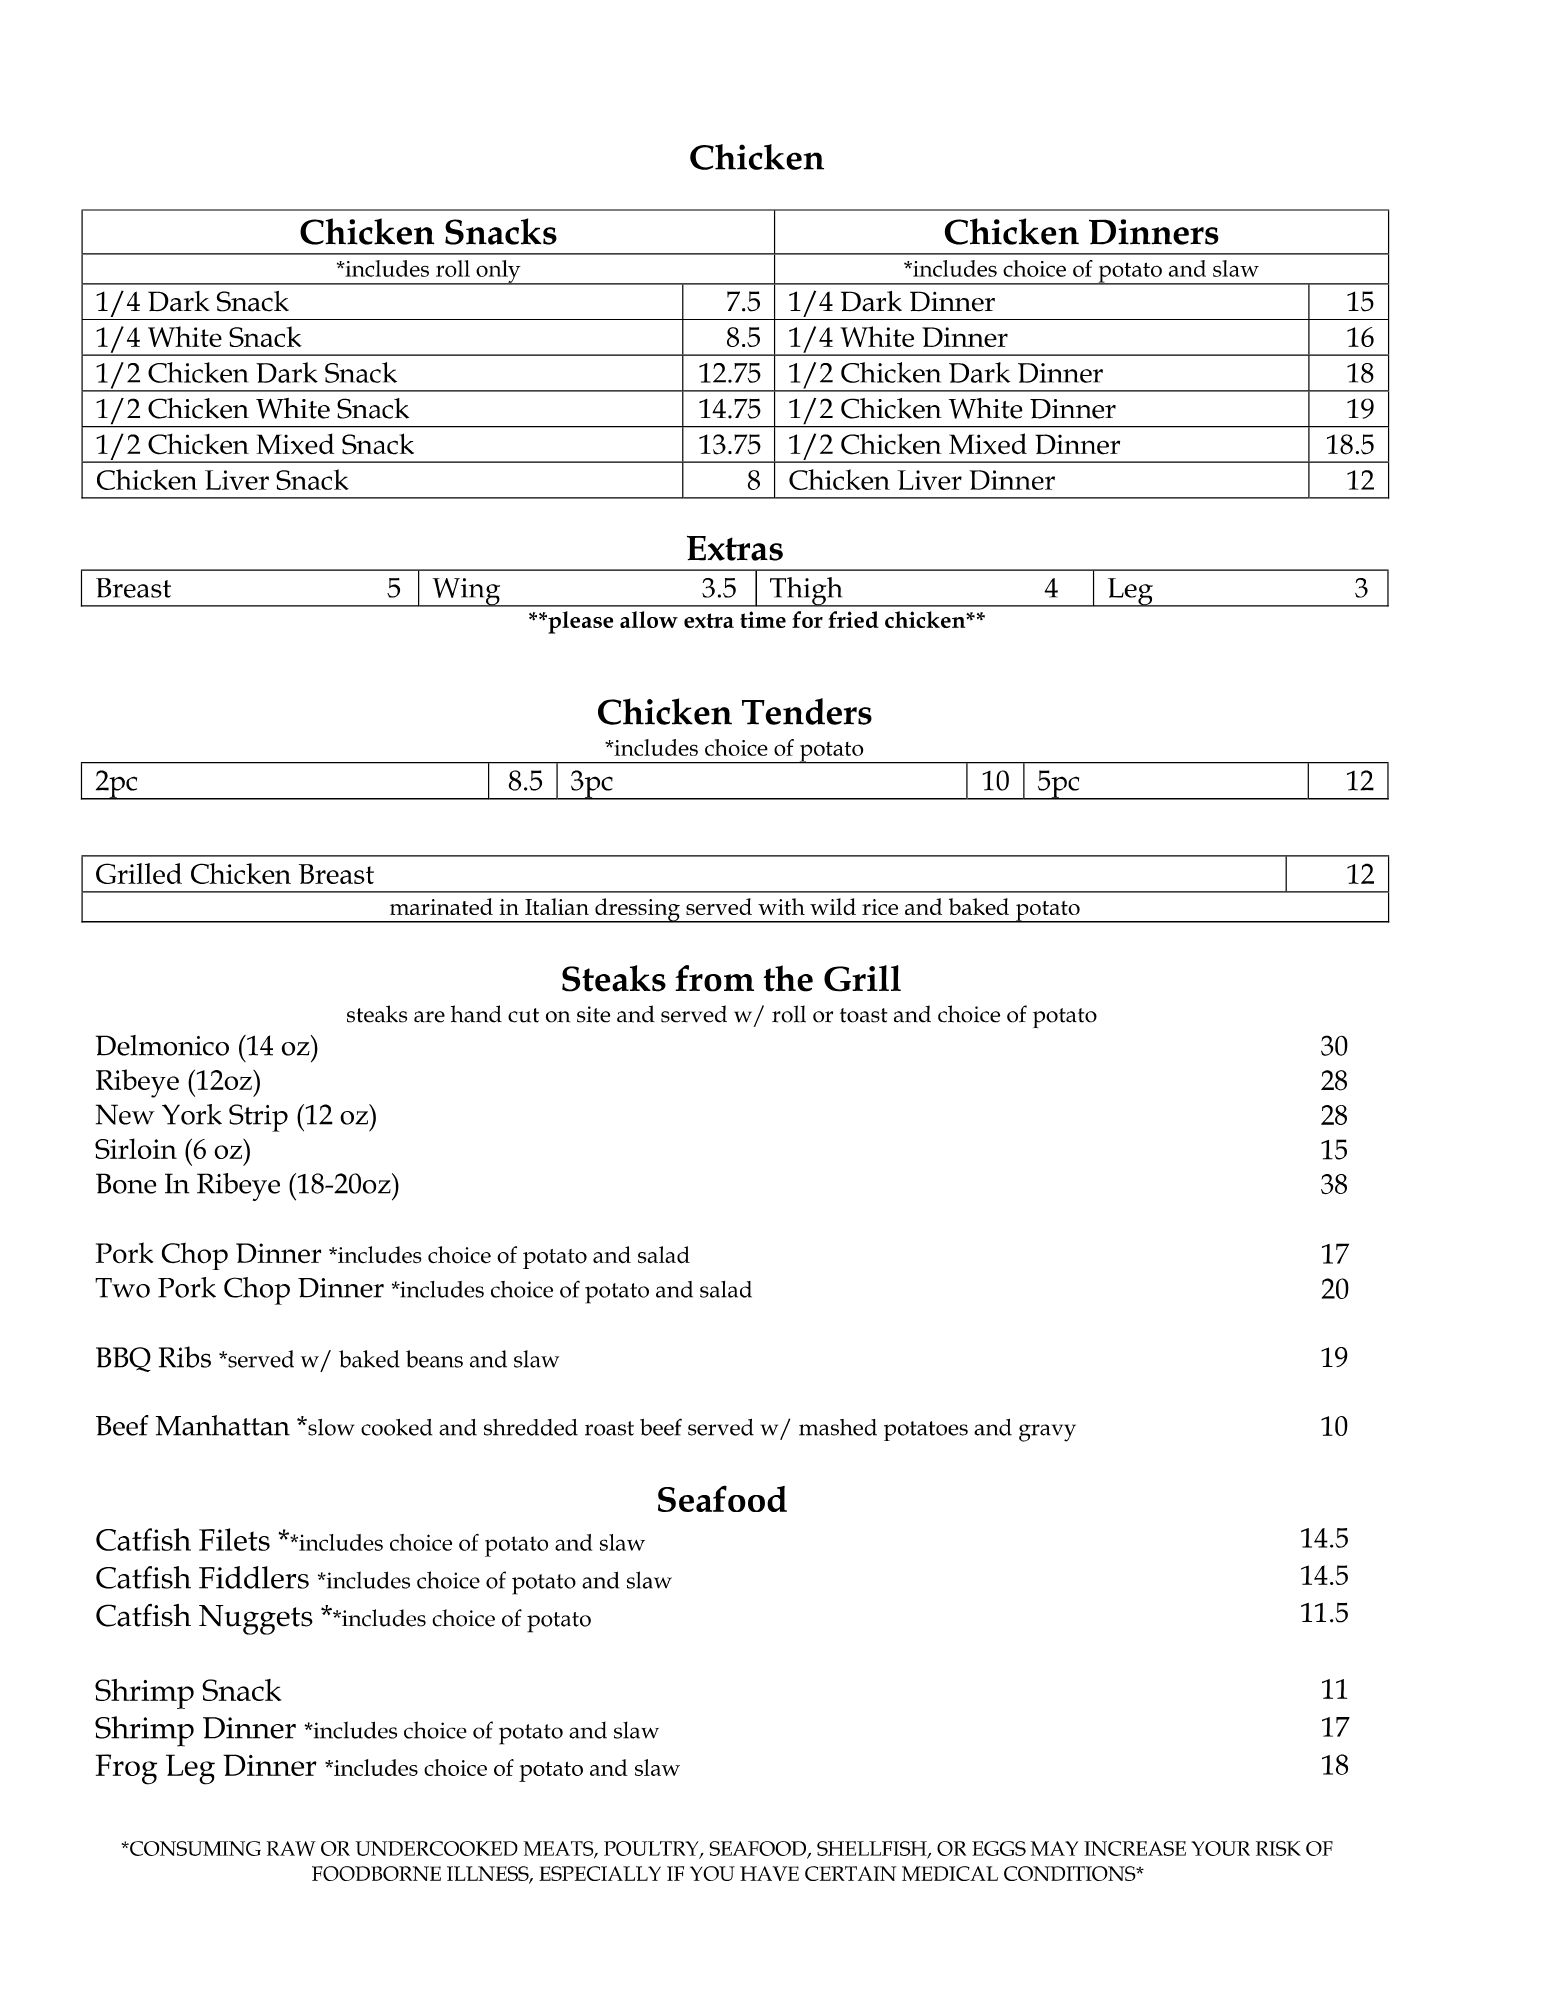 Chicken
Chicken Snacks Chicken Dinners
*includes roll only *includes choice of potato and slaw
1/4 Dark Snack 7.5 1/4 Dark Dinner 15
1/4 White Snack 8.5 1/4 White Dinner 16
1/2 Chicken Dark Snack 12.75 1/2 Chicken Dark Dinner 18
1/2 Chicken White Snack 14.75 1/2 Chicken White Dinner 19
1/2 Chicken Mixed Snack 13.75 1/2 Chicken Mixed Dinner 18.5
Chicken Liver Snack 8 Chicken Liver Dinner 12
Extras
Breast 5 Wing 3.5 Thigh 4 Leg 3
**please allow extra time for fried chicken**
Chicken Tenders
*includes choice of potato
2pc 8.5 3pc 10 5pc 12
Grilled Chicken Breast 12
marinated in Italian dressing served with wild rice and baked potato
Steaks from the Grill
steaks are hand cut on site and served w/ roll or toast and choice of potato
Delmonico (14 oz) 30
Ribeye (12oz) 28
New York Strip (12 oz) 28
Sirloin (6 oz) 15
Bone In Ribeye (18-20oz) 38
Pork Chop Dinner *includes choice of potato and salad 17
Two Pork Chop Dinner *includes choice of potato and salad 20
BBQ Ribs *served w/ baked beans and slaw 19
Beef Manhattan *slow cooked and shredded roast beef served w/ mashed potatoes and gravy 10
Seafood
Catfish Filets **includes choice of potato and slaw 14.5
Catfish Fiddlers *includes choice of potato and slaw 14.5
Catfish Nuggets **includes choice of potato 11.5
Shrimp Snack 11
Shrimp Dinner *includes choice of potato and slaw 17
Frog Leg Dinner *includes choice of potato and slaw 18
*CONSUMING RAW OR UNDERCOOKED MEATS, POULTRY, SEAFOOD, SHELLFISH, OR EGGS MAY INCREASE YOUR RISK OF
FOODBORNE ILLNESS, ESPECIALLY IF YOU HAVE CERTAIN MEDICAL CONDITIONS*